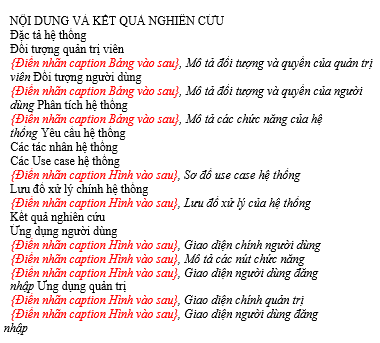 NỘI DUNG VÀ KẾT QUẢ NGHIÊN CỨU
Đặc tả hệ thống
Đối tượng quản trị viên
{Điền nhãn caption Bảng vào sau}, Mô tả đối tượng và quyền của quản trị
viên Đối tượng người dùng
{Điền nhãn caption Bảng vào sau}, Mô tả đối tượng và quyền của người
dùng Phân tích hệ thống
{Điền nhãn caption Bảng vào sau}, Mô tả các chức năng của hệ
thống Yêu cầu hệ thống
Các tác nhân hệ thống
Các Use case hệ thống
{Điền nhãn caption Hình vào sau}, Sơ đồ use case hệ thống
Lưu đồ xử lý chính hệ thống
{Điền nhãn caption Hình vào sau}, Lưu đồ xử lý của hệ thống
Kết quả nghiên cứu
Ứng dụng người dùng
{Điền nhãn caption Hình vào sau}, Giao diện chính người dùng
{Điền nhãn caption Hình vào sau}, Mô tả các nút chức năng
{Điền nhãn caption Hình vào sau}, Giao diện người dùng đăng
nhập Ứng dụng quản trị
{Điền nhãn caption Hình vào sau}, Giao diện chính quản trị
{Điền nhãn caption Hình vào sau}, Giao diện người dùng đăng
nhập